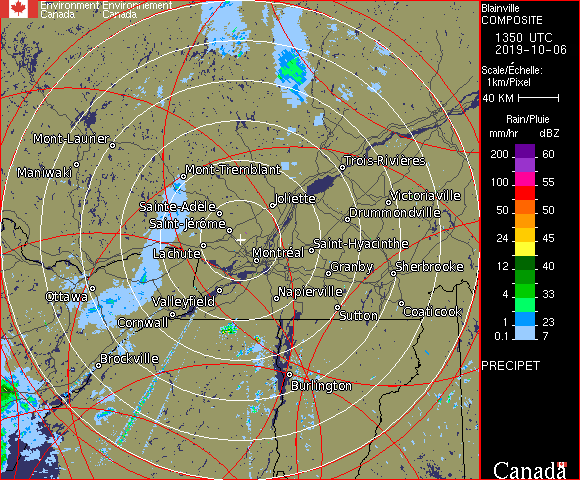 Environment Environnement
Canada Canada
Blainville
COMPOSITE
1350 UTC
2019-10-06
Scale/Échelle:
1km/Pixel
40 KM
Rain/Pluie
mm/hr dBZ
200 60
100 55
50 50
24 45
12 40
4 33
1 23
0.1 7
PRECIPET
Canada
Mont-Laurier
Maniwaki
Mont-Tremblant
Trois-Rivières
Sainte-Adèle
Joliette
Victoriaville
Drummondville
Saint-Jérôme
Lachute
Montréal
Saint-Hyacinthe
Granby
Sherbrooke
Ottawa
Valleyfield
Napierville
Cornwall
Sutton
Coaticook
Brockville
Burlington